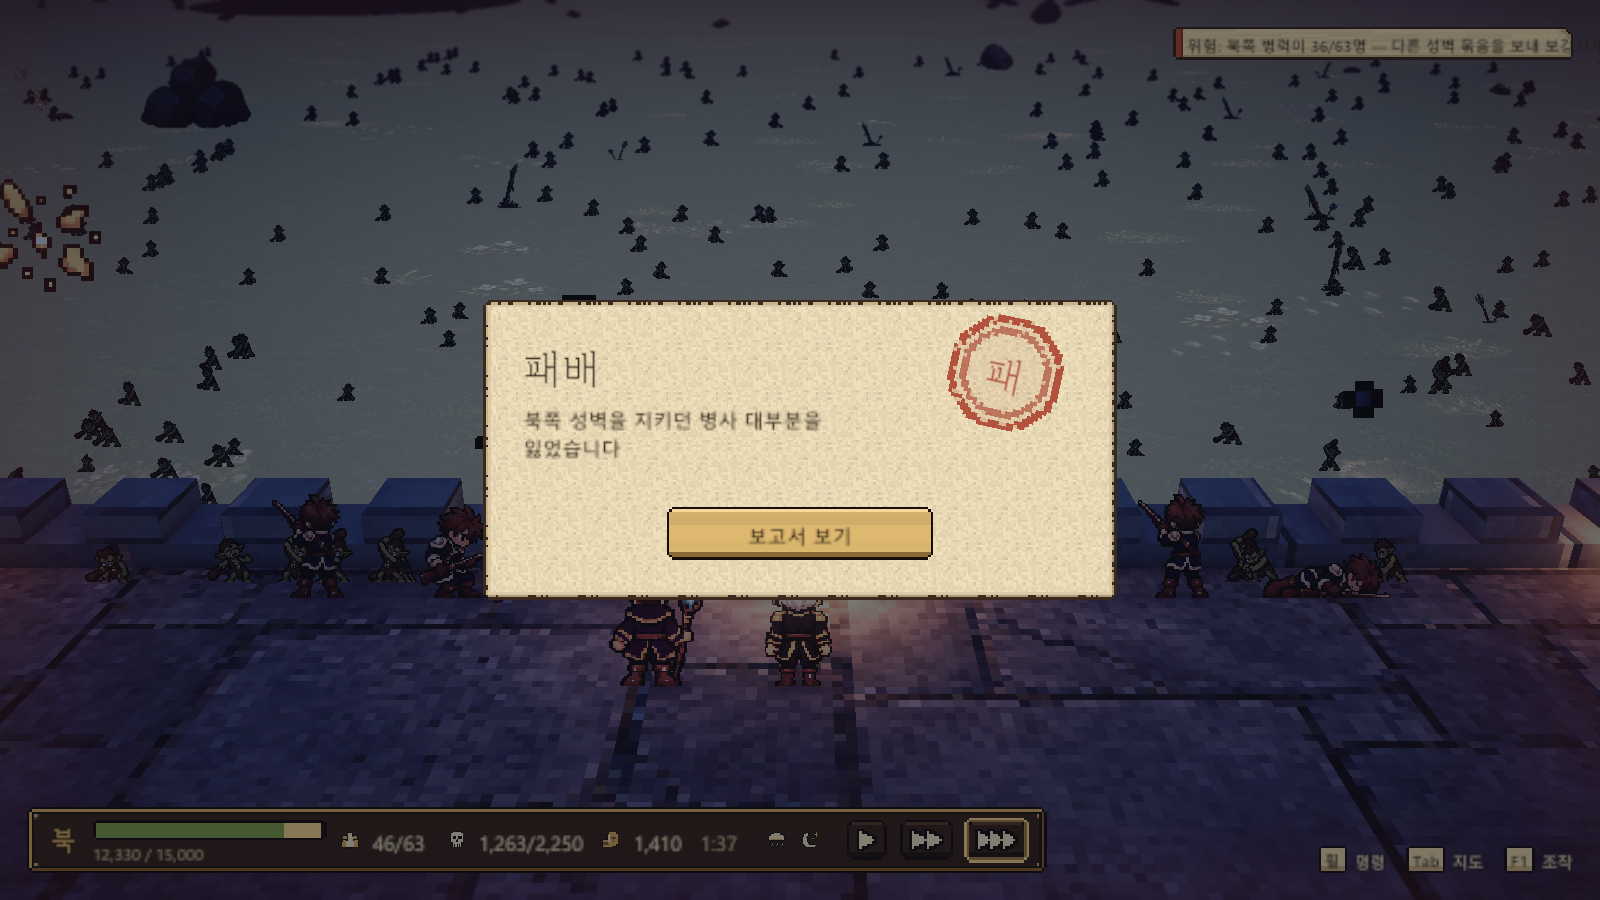 위험: 북쪽 병력이 36/63명 — 다른 성벽 묶음을 보내 보강
패배
패
북쪽 성벽을 지키던 병사 대부분을
잃었습니다
보고서 보기
북 46/63 1,263/2,250 1,410 1:37
12,330 / 15,000
휠 명령 Tab 지도 F1 조작